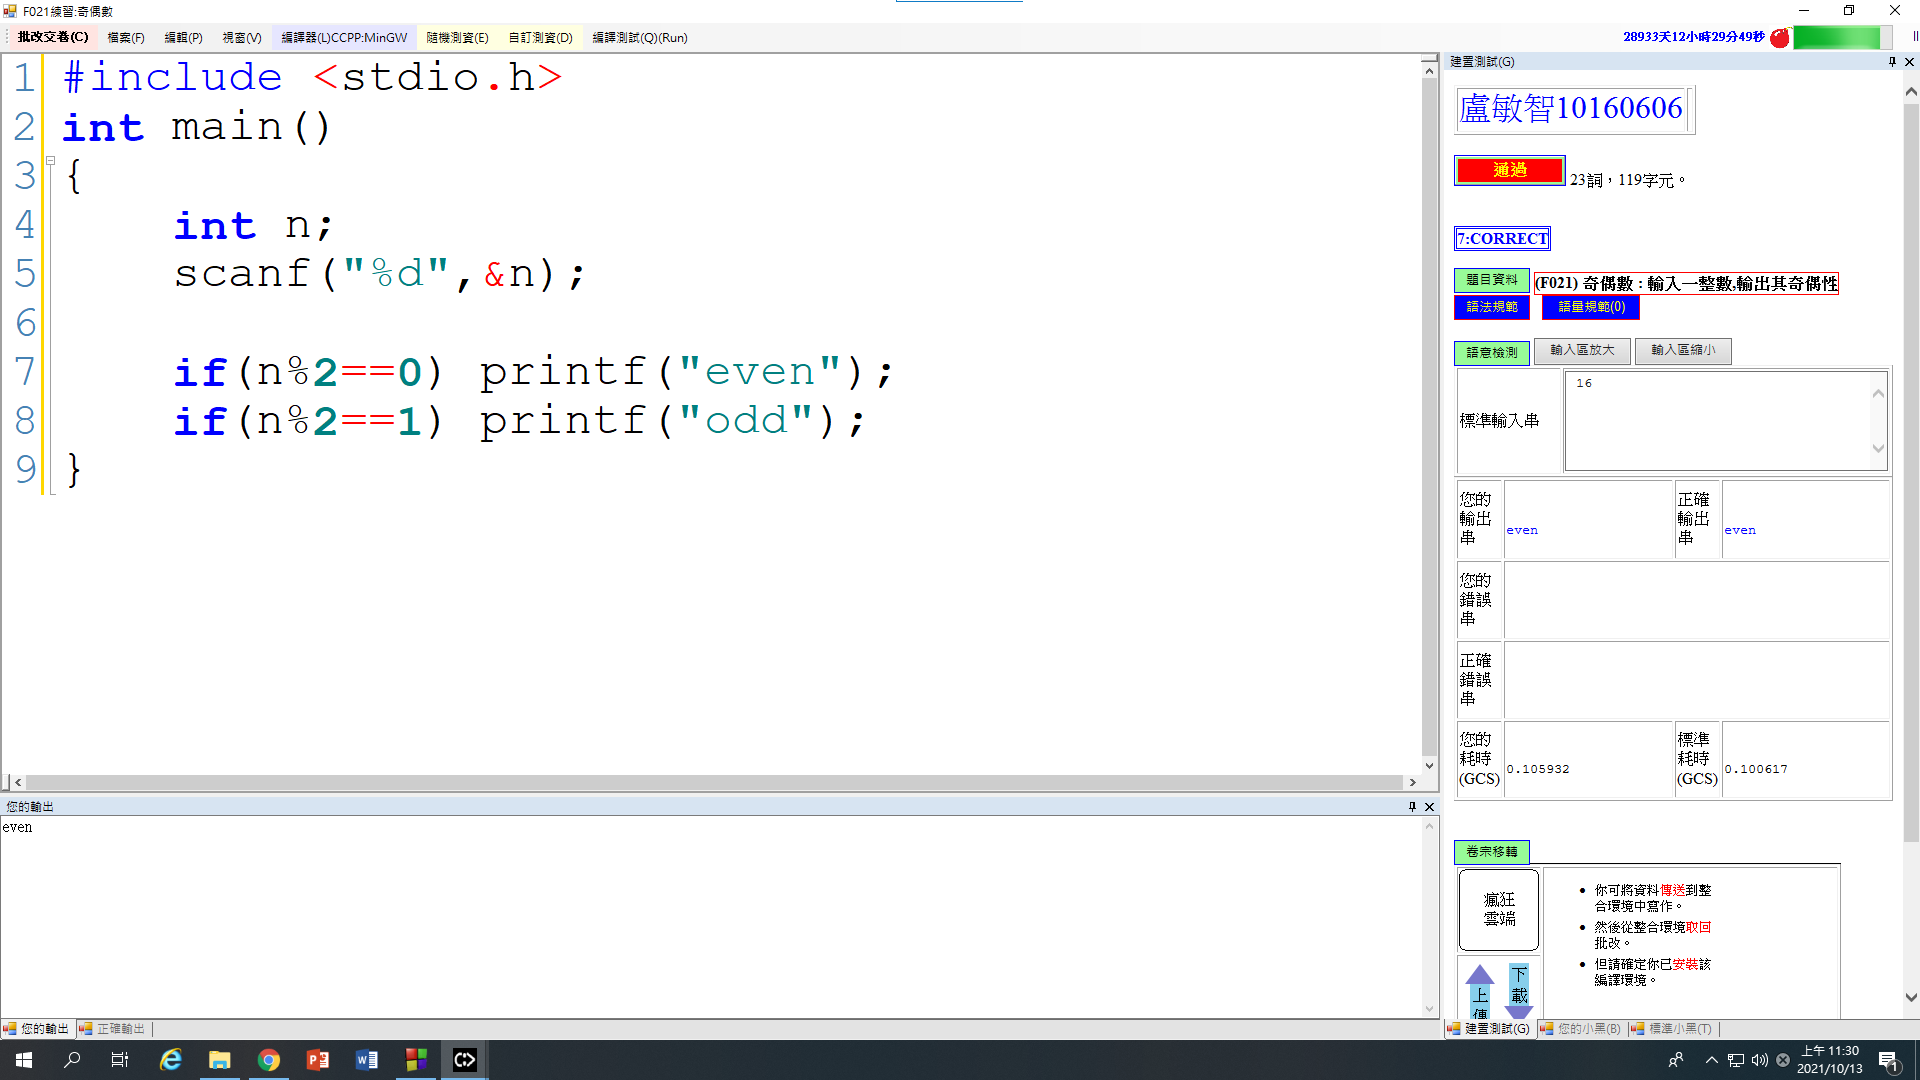 F021練習:奇偶數
批改交卷(C) 檔案(F) 編輯(P) 視窗(V) 編譯器(L)CCPP:MinGW 隨機測資(E) 自訂測資(D) 編譯測試(Q)(Run)
28933天12小時29分49秒
1 #include <stdio.h>
2 int main()
3 {
4 int n;
5 scanf("%d",&n);
6
7 if(n%2==0) printf("even");
8 if(n%2==1) printf("odd");
9 }
您的輸出
even
您的輸出 正確輸出
建置測試(G)
盧敏智10160606
通過 23詞，119字元。
7:CORRECT
題目資料 (F021) 奇偶數 : 輸入一整數,輸出其奇偶性
語法規範 語量規範(0)
語意檢測 輸入區放大 輸入區縮小
標準輸入串 16
您的
輸出
串
even
正確
輸出
串
even
您的
錯誤
串
正確
錯誤
串
您的
耗時
(GCS)
0.105932
標準
耗時
(GCS)
0.100617
卷宗移轉
瘋狂
雲端
上
傳
下
載
你可將資料傳送到整
合環境中寫作。
然後從整合環境取回
批改。
但請確定你已安裝該
編譯環境。
建置測試(G) 您的小黑(B) 標準小黑(T)
上午 11:30
2021/10/13
1